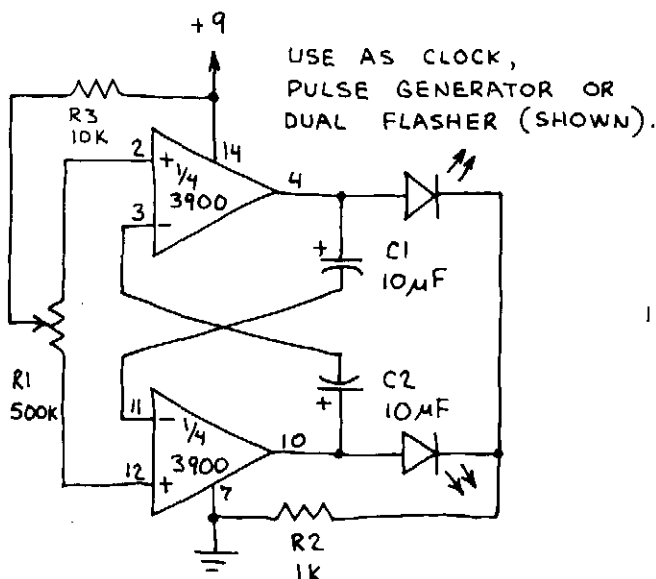 +9
USE AS CLOCK,
PULSE GENERATOR OR
DUAL FLASHER (SHOWN).
R3
10K
2
+
1/4
3900
14
4
3
-
+
C1
10µF
R1
500K
C2
+
10µF
11
-
1/4
3900
10
12
+
7
R2
1K